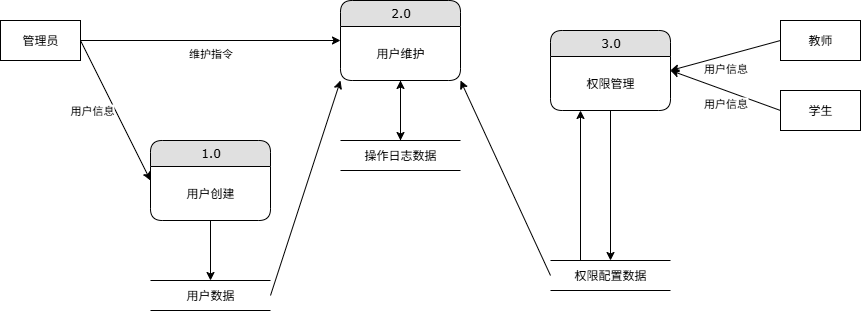 2.0
管理员
用户维护
维护指令
3.0
教师
权限管理
用户信息
用户信息
学生
用户信息
1.0
操作日志数据
用户创建
用户数据
权限配置数据